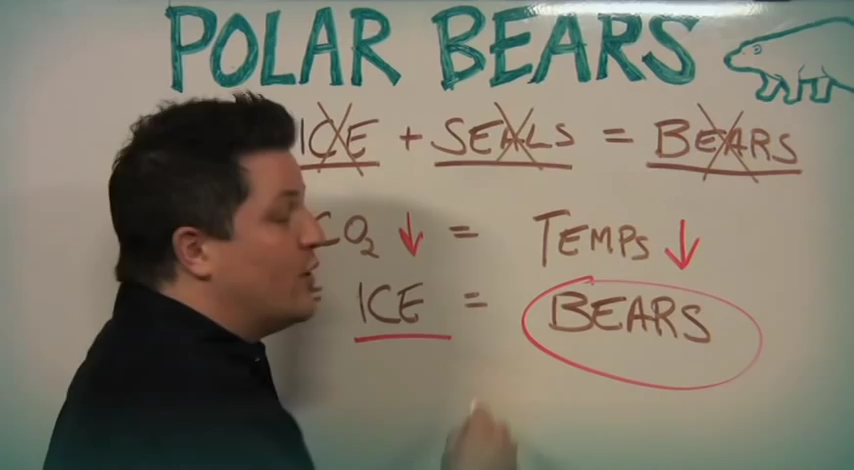 POLAR BEARS
ICE + SEALS = BEARS
CO2 ↓ = TEMPS ↓
ICE = BEARS